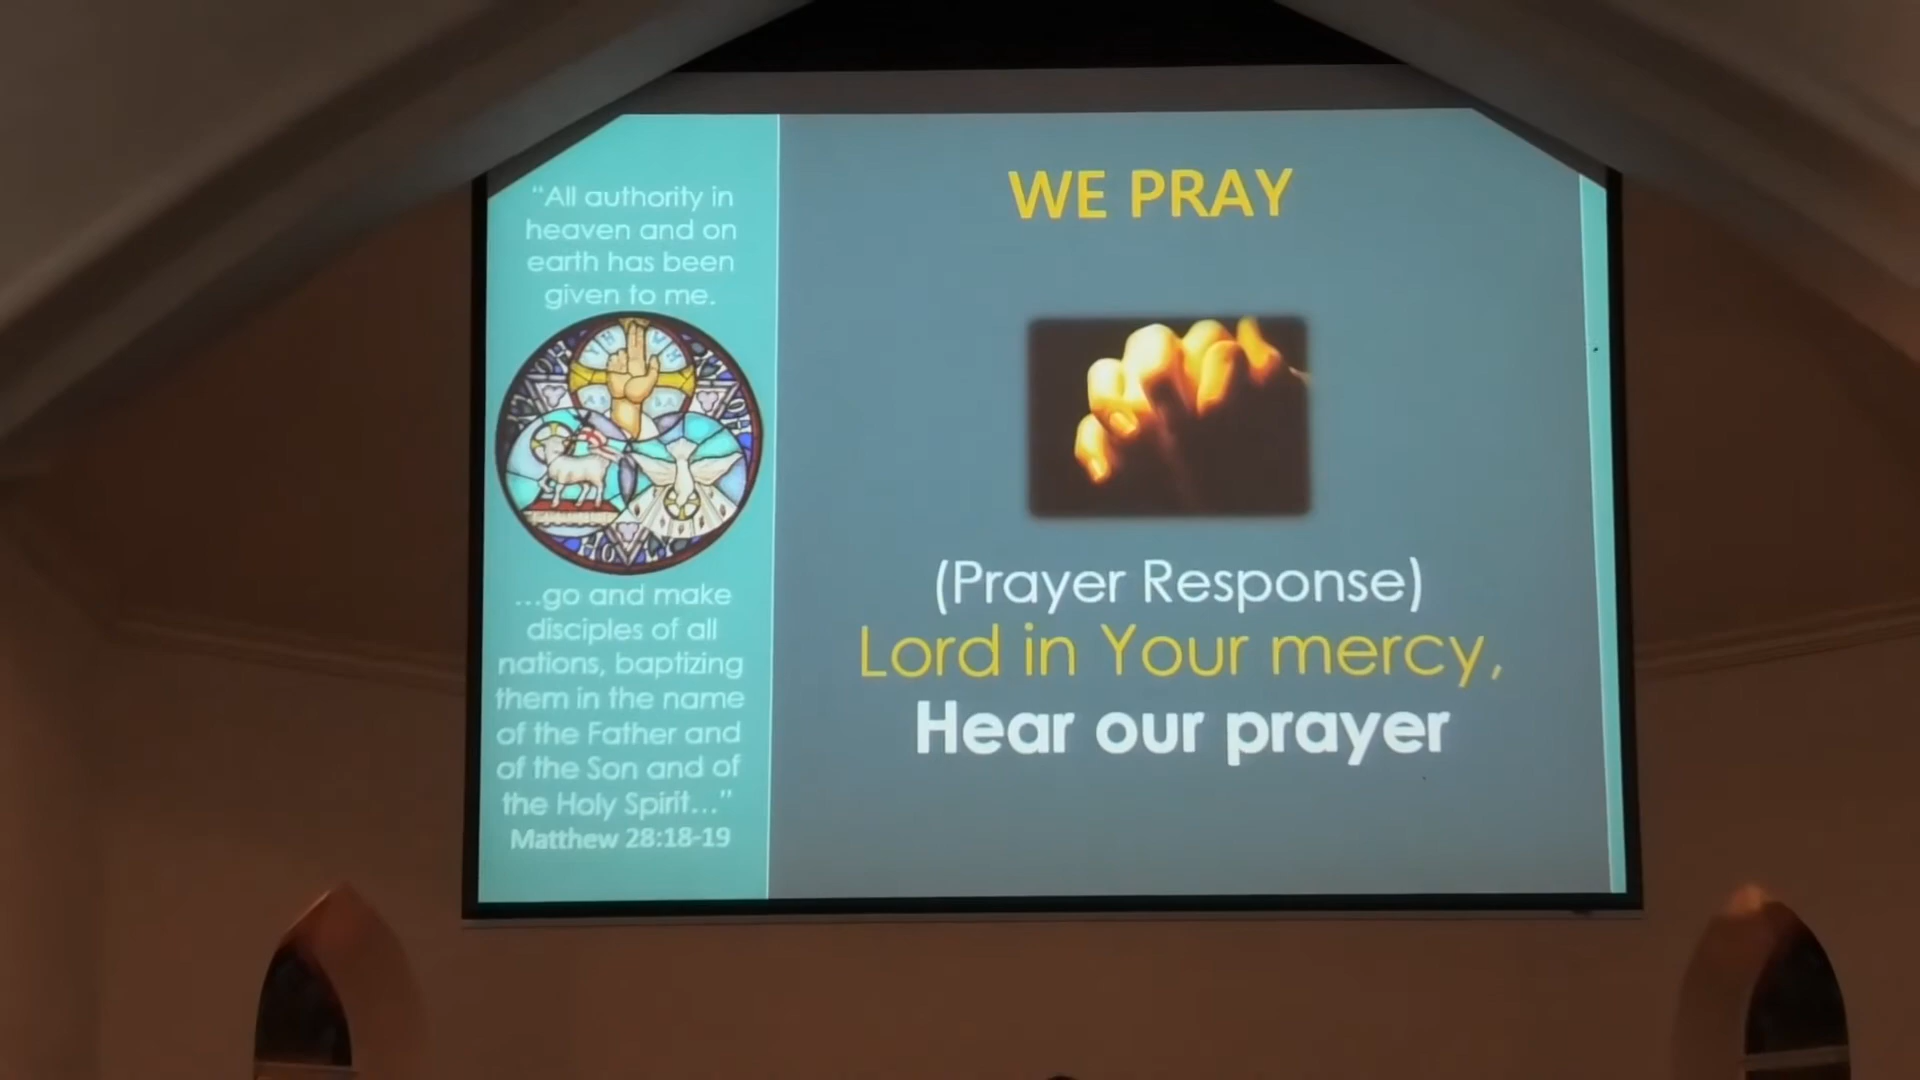 “All authority in
heaven and on
earth has been
given to me.
...go and make
disciples of all
nations, baptizing
them in the name
of the Father and
of the Son and of
the Holy Spirit...”
Matthew 28:18-19
WE PRAY
(Prayer Response)
Lord in Your mercy,
Hear our prayer